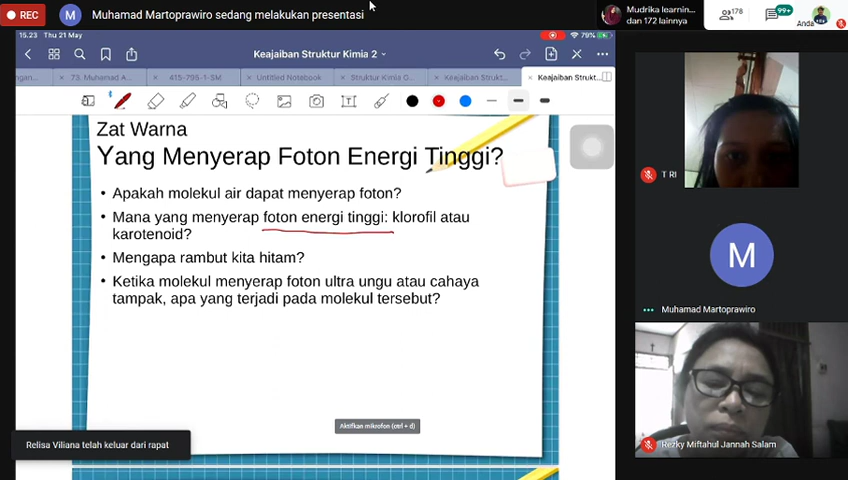 REC
M
Muhamad Martoprawiro sedang melakukan presentasi
Mudrika learnin...
dan 172 lainnya
178
99+
Anda
15.23 Thu 21 May
79%
Keajaiban Struktur Kimia 2
ngan...
73. Muhamad A...
415-795-1-SM
Untitled Notebook
Struktur Kimia G...
Keajaiban Strukt...
Keajaiban Strukt...
Zat Warna
Yang Menyerap Foton Energi Tinggi?
• Apakah molekul air dapat menyerap foton?
• Mana yang menyerap foton energi tinggi: klorofil atau
karotenoid?
• Mengapa rambut kita hitam?
• Ketika molekul menyerap foton ultra ungu atau cahaya
tampak, apa yang terjadi pada molekul tersebut?
Aktifkan mikrofon (ctrl + d)
Relisa Viliana telah keluar dari rapat
T RI
M
Muhamad Martoprawiro
Rezky Miftahul Jannah Salam